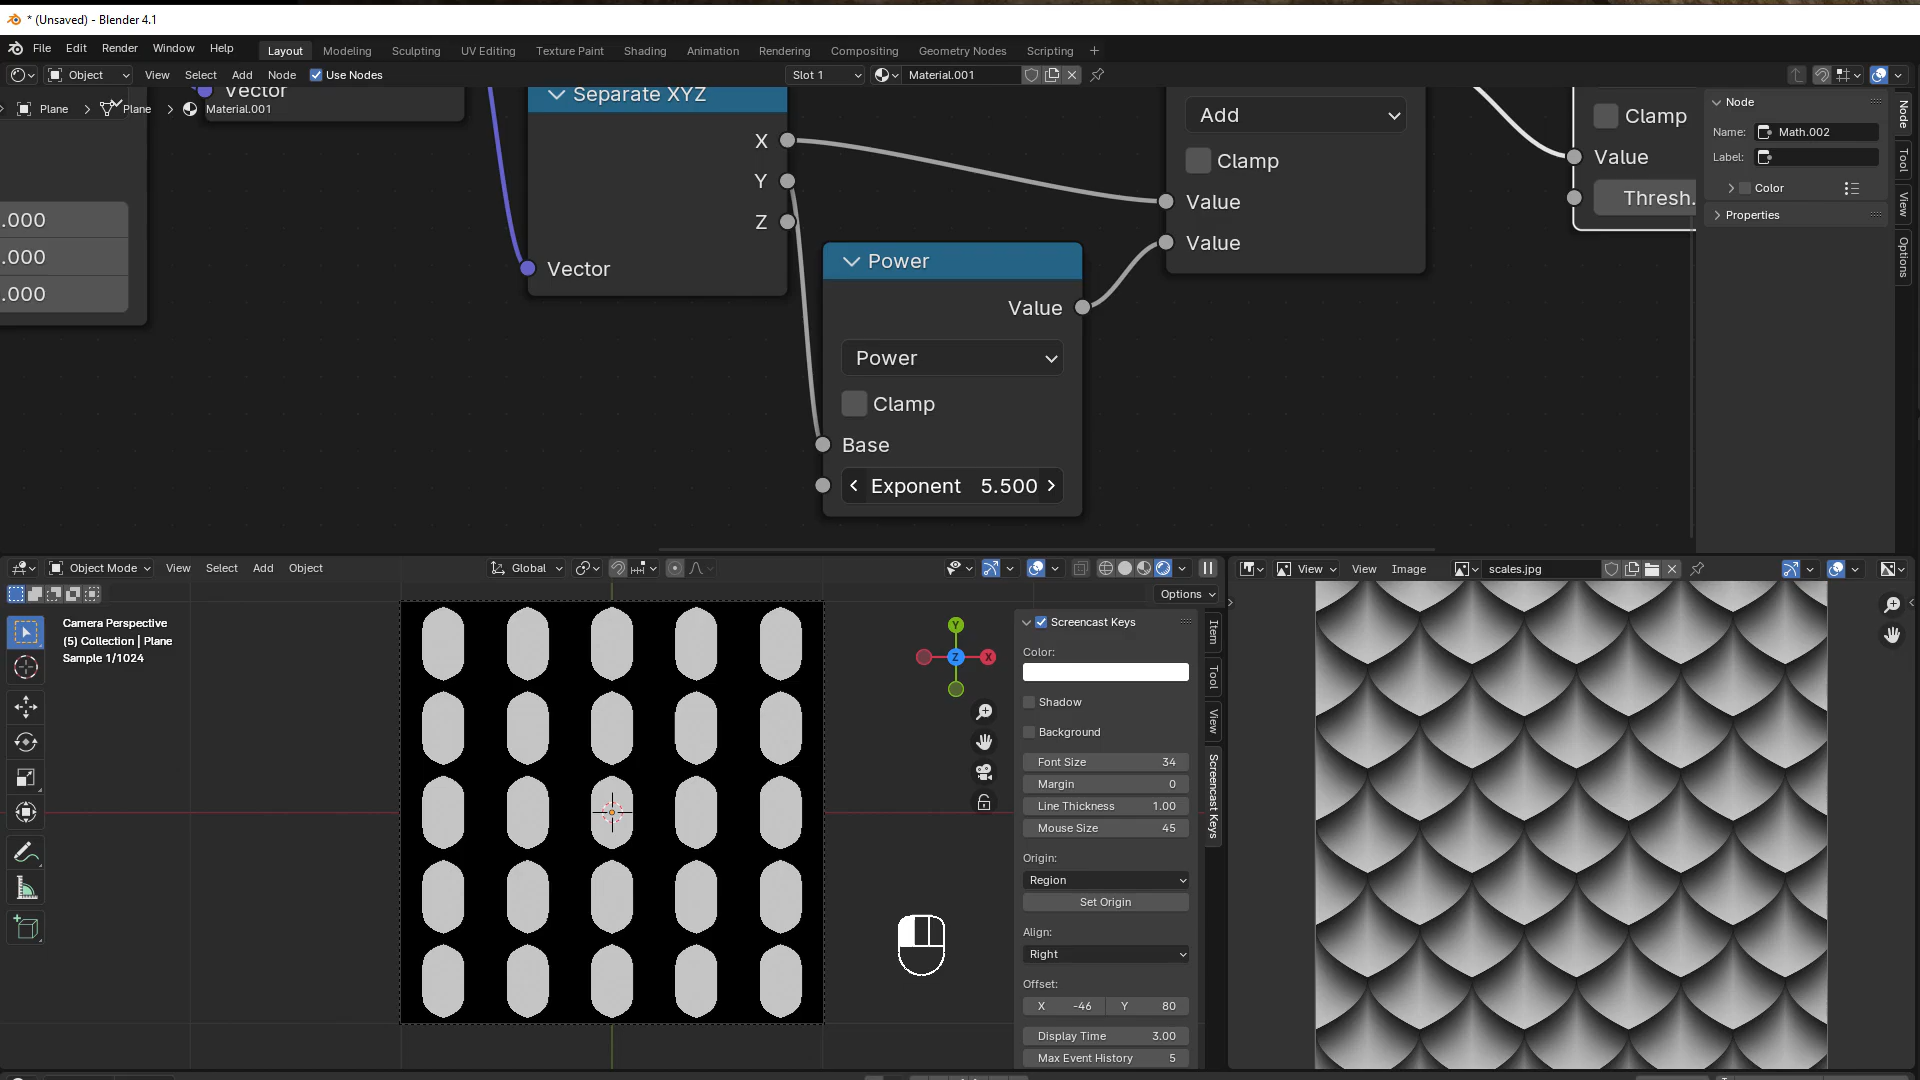 * (Unsaved) - Blender 4.1
File Edit Render Window Help
Layout Modeling Sculpting UV Editing Texture Paint Shading Animation Rendering Compositing Geometry Nodes Scripting +
Object View Select Add Node Use Nodes Slot 1 Material.001
Plane Plane Material.001
Vector
.000
.000
.000
Separate XYZ
X
Y
Z
Vector
Power
Value
Power
Clamp
Base
Exponent 5.500
Add
Clamp
Value
Value
Clamp
Value
Thresh.
Node
Name: Math.002
Label:
Color
Properties
Node
Tool
View
Options
Object Mode View Select Add Object Global
Options
Camera Perspective
(5) Collection | Plane
Sample 1/1024
Y
Z
X
Screencast Keys
Color:
Shadow
Background
Font Size 34
Margin 0
Line Thickness 1.00
Mouse Size 45
Origin:
Region
Set Origin
Align:
Right
Offset:
X -46 Y 80
Display Time 3.00
Max Event History 5
Item
Tool
View
Screencast Keys
View View Image scales.jpg